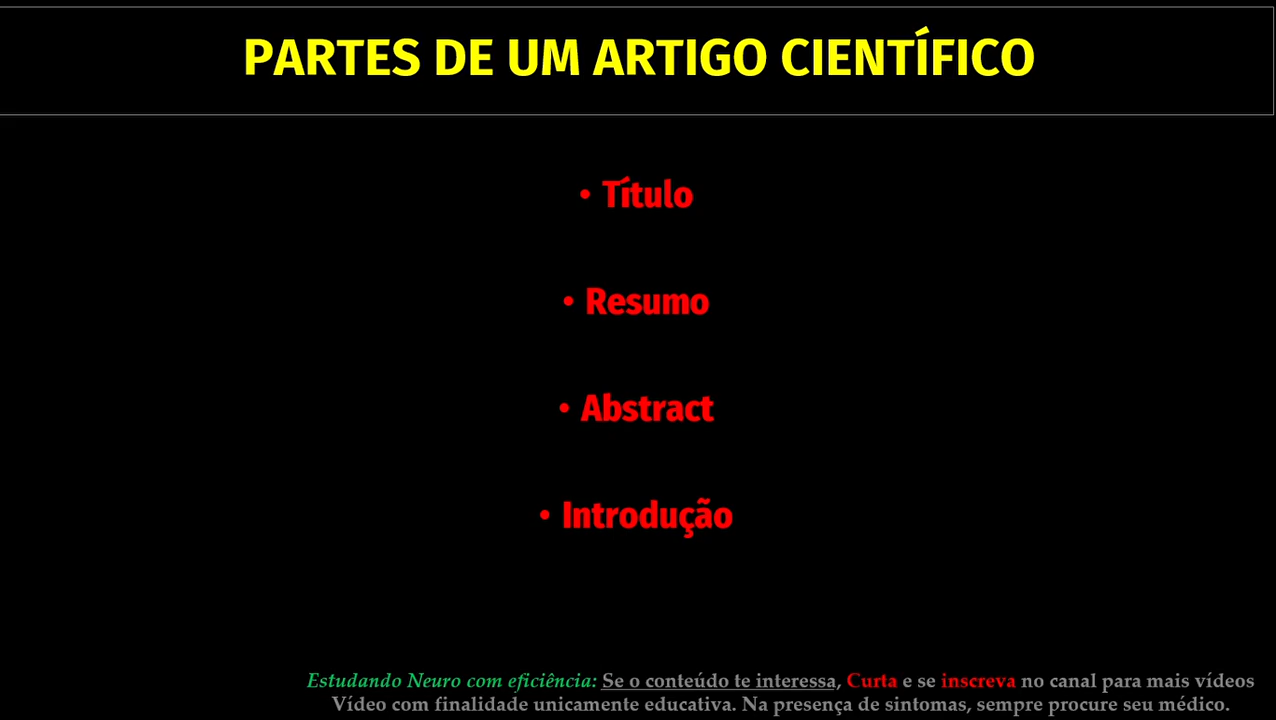 PARTES DE UM ARTIGO CIENTÍFICO
• Título
• Resumo
• Abstract
• Introdução
Estudando Neuro com eficiência: Se o conteúdo te interessa, Curta e se inscreva no canal para mais vídeos
Vídeo com finalidade unicamente educativa. Na presença de sintomas, sempre procure seu médico.